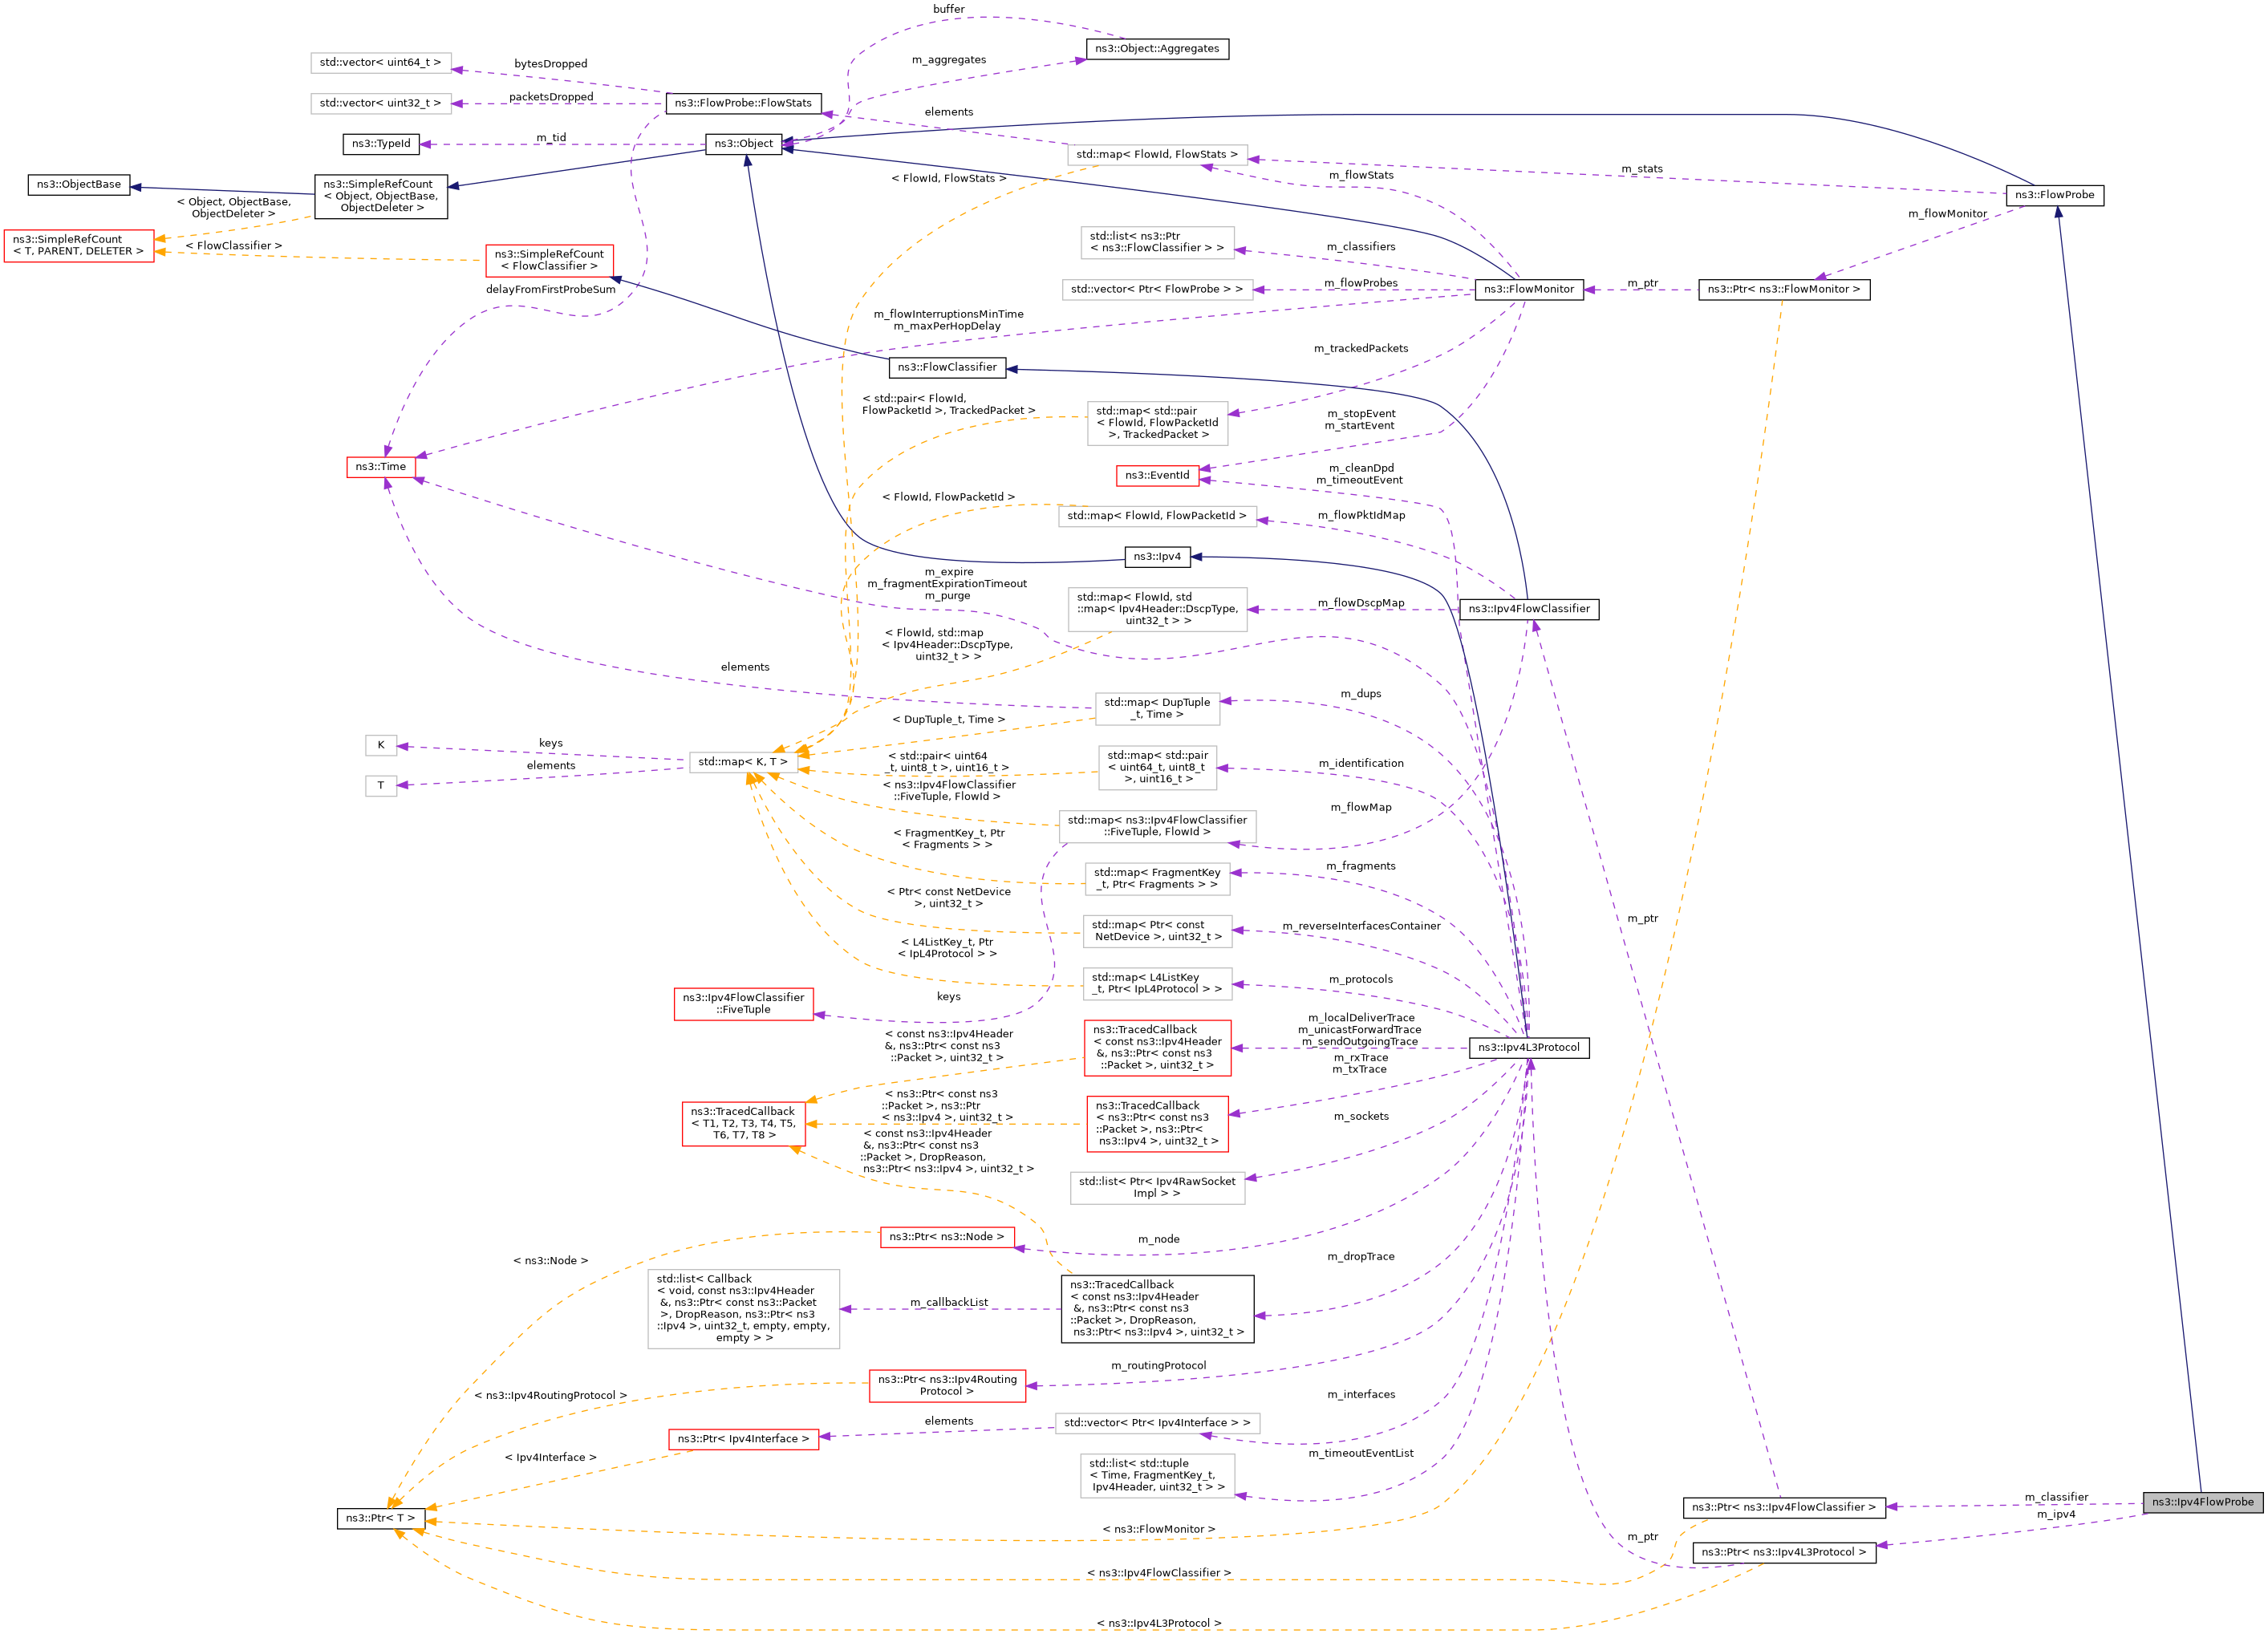 buffer
ns3::Object::Aggregates
m_aggregates
std::vector< uint64_t >
bytesDropped
std::vector< uint32_t >
packetsDropped
ns3::FlowProbe::FlowStats
elements
ns3::TypeId
m_tid
ns3::Object
std::map< FlowId, FlowStats >
m_stats
< FlowId, FlowStats >
m_flowStats
ns3::ObjectBase
ns3::SimpleRefCount
< Object, ObjectBase,
ObjectDeleter >
ns3::FlowProbe
< Object, ObjectBase,
ObjectDeleter >
m_flowMonitor
ns3::SimpleRefCount
< T, PARENT, DELETER >
< FlowClassifier >
ns3::SimpleRefCount
< FlowClassifier >
std::list< ns3::Ptr
< ns3::FlowClassifier > >
m_classifiers
delayFromFirstProbeSum
std::vector< Ptr< FlowProbe > >
m_flowProbes
ns3::FlowMonitor
m_ptr
ns3::Ptr< ns3::FlowMonitor >
m_flowInterruptionsMinTime
m_maxPerHopDelay
m_trackedPackets
ns3::FlowClassifier
< std::pair< FlowId,
FlowPacketId >, TrackedPacket >
std::map< std::pair
< FlowId, FlowPacketId
>, TrackedPacket >
m_stopEvent
m_startEvent
ns3::Time
ns3::EventId
m_cleanDpd
m_timeoutEvent
< FlowId, FlowPacketId >
std::map< FlowId, FlowPacketId >
m_flowPktIdMap
ns3::Ipv4
m_expire
m_fragmentExpirationTimeout
m_purge
std::map< FlowId, std
::map< Ipv4Header::DscpType,
uint32_t > >
m_flowDscpMap
ns3::Ipv4FlowClassifier
< FlowId, std::map
< Ipv4Header::DscpType,
uint32_t > >
elements
std::map< DupTuple
_t, Time >
m_dups
< DupTuple_t, Time >
K
keys
T
elements
std::map< K, T >
< std::pair< uint64
_t, uint8_t >, uint16_t >
std::map< std::pair
< uint64_t, uint8_t
>, uint16_t >
m_identification
< ns3::Ipv4FlowClassifier
::FiveTuple, FlowId >
std::map< ns3::Ipv4FlowClassifier
::FiveTuple, FlowId >
m_flowMap
< FragmentKey_t, Ptr
< Fragments > >
std::map< FragmentKey
_t, Ptr< Fragments > >
m_fragments
< Ptr< const NetDevice
>, uint32_t >
std::map< Ptr< const
NetDevice >, uint32_t >
m_reverseInterfacesContainer
m_ptr
< L4ListKey_t, Ptr
< IpL4Protocol > >
std::map< L4ListKey
_t, Ptr< IpL4Protocol > >
m_protocols
ns3::Ipv4FlowClassifier
::FiveTuple
keys
< const ns3::Ipv4Header
&, ns3::Ptr< const ns3
::Packet >, uint32_t >
ns3::TracedCallback
< const ns3::Ipv4Header
&, ns3::Ptr< const ns3
::Packet >, uint32_t >
m_localDeliverTrace
m_unicastForwardTrace
m_sendOutgoingTrace
ns3::Ipv4L3Protocol
m_rxTrace
m_txTrace
ns3::TracedCallback
< T1, T2, T3, T4, T5,
T6, T7, T8 >
< ns3::Ptr< const ns3
::Packet >, ns3::Ptr
< ns3::Ipv4 >, uint32_t >
ns3::TracedCallback
< ns3::Ptr< const ns3
::Packet >, ns3::Ptr<
ns3::Ipv4 >, uint32_t >
m_sockets
< const ns3::Ipv4Header
&, ns3::Ptr< const ns3
::Packet >, DropReason,
ns3::Ptr< ns3::Ipv4 >, uint32_t >
std::list< Ptr< Ipv4RawSocket
Impl > >
ns3::Ptr< ns3::Node >
m_node
< ns3::Node >
m_dropTrace
std::list< Callback
< void, const ns3::Ipv4Header
&, ns3::Ptr< const ns3::Packet
>, DropReason, ns3::Ptr< ns3
::Ipv4 >, uint32_t, empty, empty,
empty > >
m_callbackList
ns3::TracedCallback
< const ns3::Ipv4Header
&, ns3::Ptr< const ns3
::Packet >, DropReason,
ns3::Ptr< ns3::Ipv4 >, uint32_t >
m_routingProtocol
ns3::Ptr< ns3::Ipv4Routing
Protocol >
< ns3::Ipv4RoutingProtocol >
m_interfaces
std::vector< Ptr< Ipv4Interface > >
elements
ns3::Ptr< Ipv4Interface >
< Ipv4Interface >
m_timeoutEventList
std::list< std::tuple
< Time, FragmentKey_t,
Ipv4Header, uint32_t > >
ns3::Ptr< T >
< ns3::FlowMonitor >
ns3::Ptr< ns3::Ipv4FlowClassifier >
m_classifier
ns3::Ipv4FlowProbe
m_ipv4
m_ptr
ns3::Ptr< ns3::Ipv4L3Protocol >
< ns3::Ipv4FlowClassifier >
< ns3::Ipv4L3Protocol >